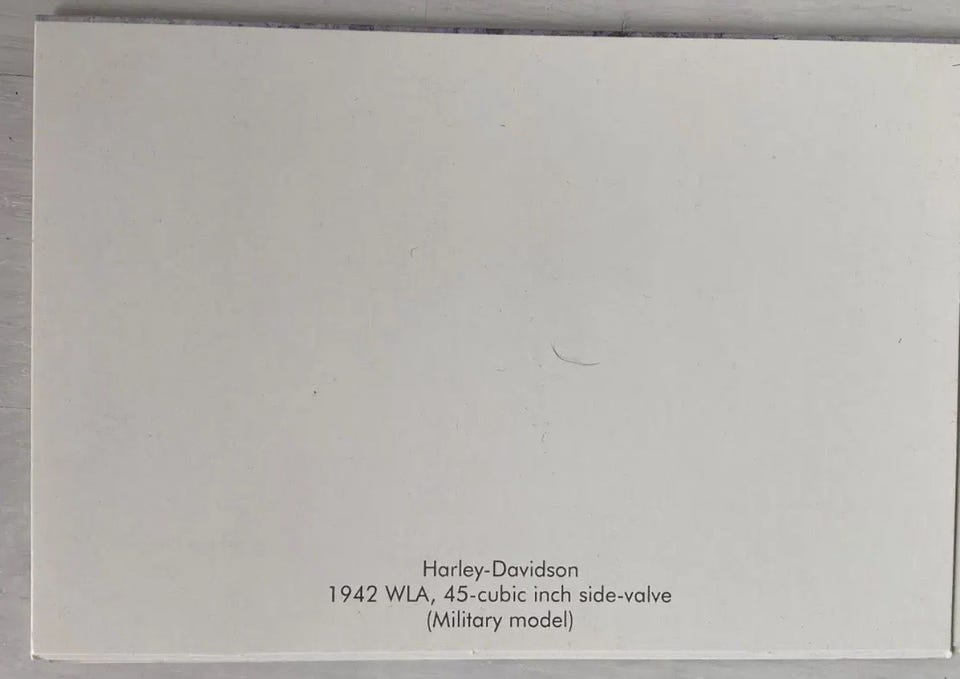 Harley-Davidson
1942 WLA, 45-cubic inch side-valve
(Military model)